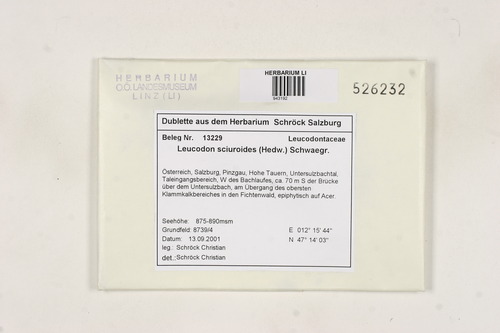 HERBARIUM
O.Ö. LANDESMUSEUM
LINZ (LI)
HERBARIUM LI
943192
526232
Dublette aus dem Herbarium Schröck Salzburg
Beleg Nr. 13229 Leucodontaceae
Leucodon sciuroides (Hedw.) Schwaegr.
Österreich, Salzburg, Pinzgau, Hohe Tauern, Untersulzbachtal,
Taleingangsbereich, W des Bachlaufes, ca. 70 m S der Brücke
über dem Untersulzbach, am Übergang des obersten
Klammkalkbereiches in den Fichtenwald, epiphytisch auf Acer.
Seehöhe: 875-890msm
Grundfeld: 8739/4 E 012° 15' 44"
Datum: 13.09.2001 N 47° 14' 03"
leg.: Schröck Christian
det.: Schröck Christian